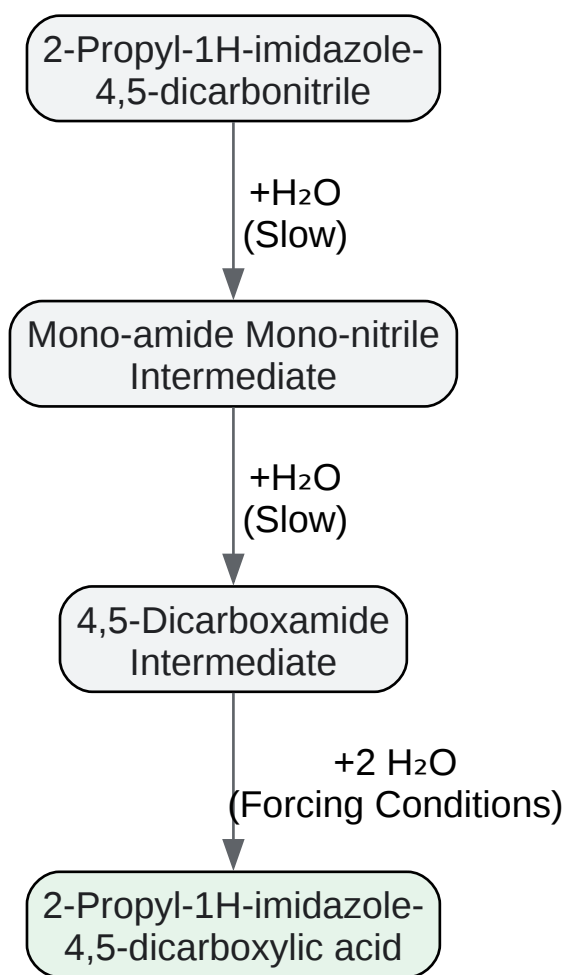 2-Propyl-1H-imidazole-
4,5-dicarbonitrile
+H₂O
(Slow)
Mono-amide Mono-nitrile
Intermediate
+H₂O
(Slow)
4,5-Dicarboxamide
Intermediate
+2 H₂O
(Forcing Conditions)
2-Propyl-1H-imidazole-
4,5-dicarboxylic acid